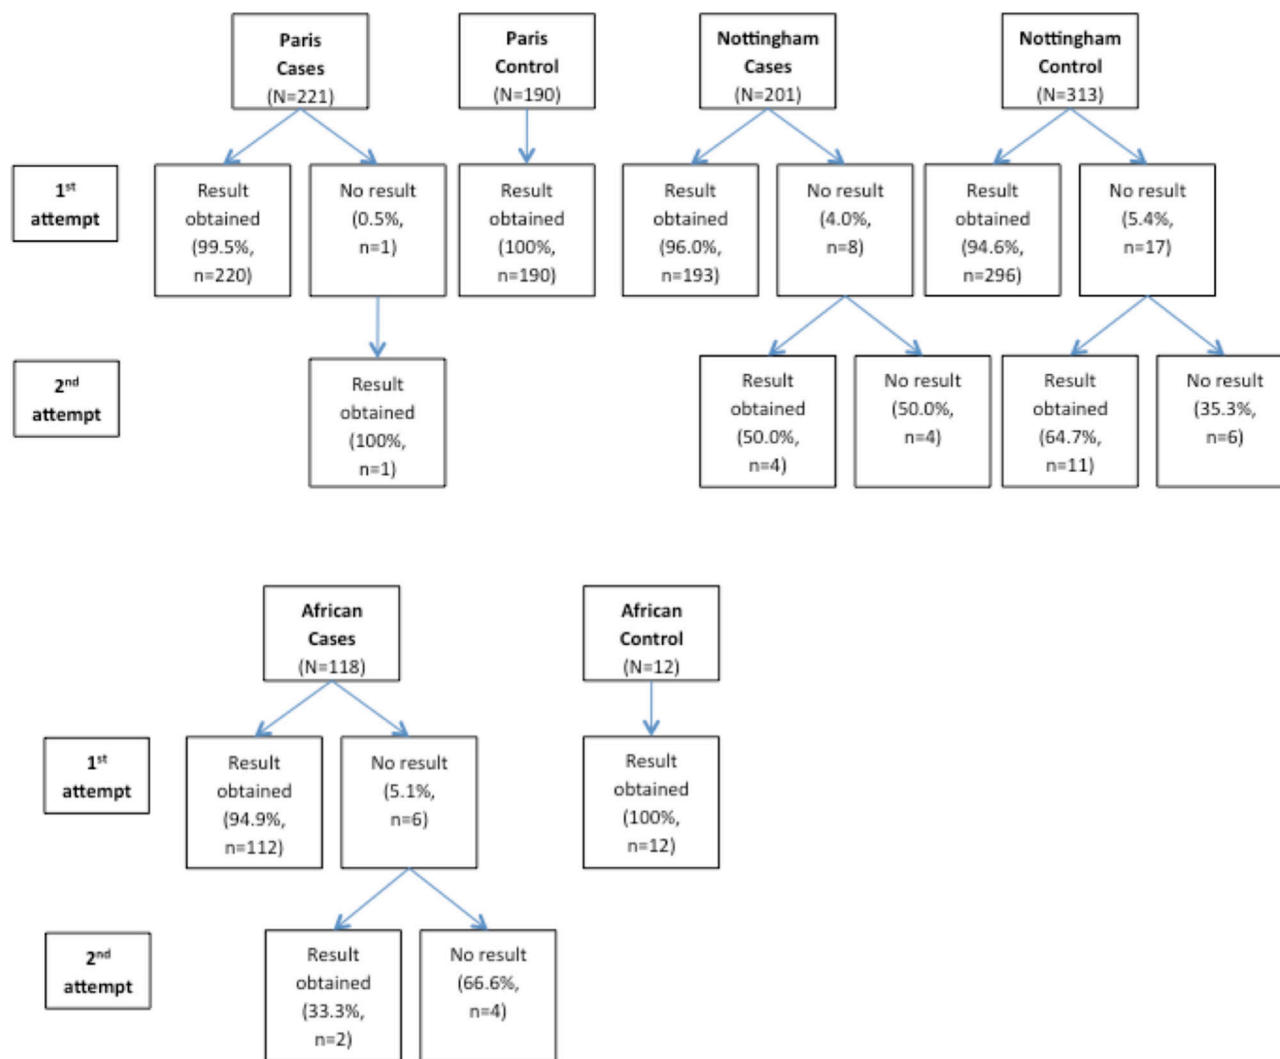 Paris
Cases
(N=221)
Paris
Control
(N=190)
Nottingham
Cases
(N=201)
Nottingham
Control
(N=313)
1st
attempt
Result
obtained
(99.5%,
n=220)
No result
(0.5%,
n=1)
Result
obtained
(100%,
n=190)
Result
obtained
(96.0%,
n=193)
No result
(4.0%,
n=8)
Result
obtained
(94.6%,
n=296)
No result
(5.4%,
n=17)
2nd
attempt
Result
obtained
(100%,
n=1)
Result
obtained
(50.0%,
n=4)
No result
(50.0%,
n=4)
Result
obtained
(64.7%,
n=11)
No result
(35.3%,
n=6)
African
Cases
(N=118)
African
Control
(N=12)
1st
attempt
Result
obtained
(94.9%,
n=112)
No result
(5.1%,
n=6)
Result
obtained
(100%,
n=12)
2nd
attempt
Result
obtained
(33.3%,
n=2)
No result
(66.6%,
n=4)